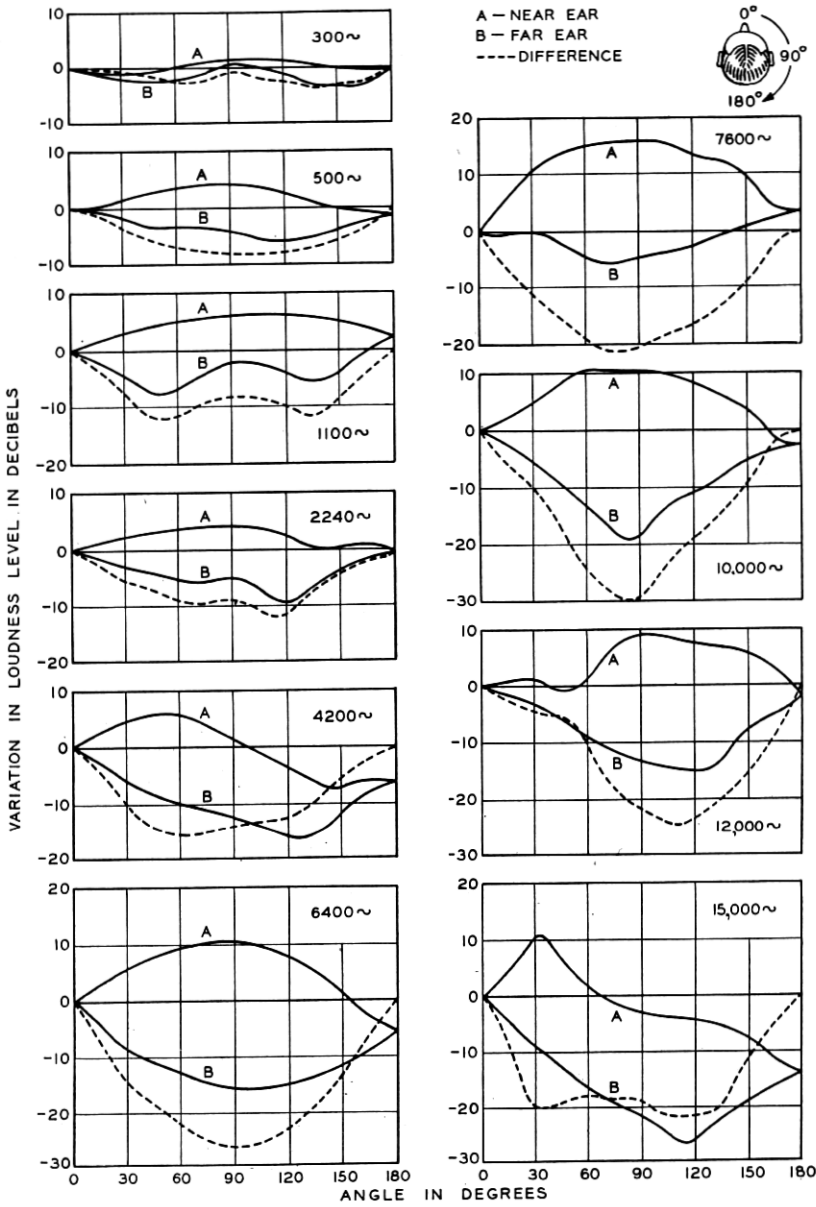 A — NEAR EAR
B — FAR EAR
---- DIFFERENCE
0°
90°
180°
VARIATION IN LOUDNESS LEVEL IN DECIBELS
300~
10
0
-10
A
B
500~
10
0
-10
A
B
1100~
10
0
-10
-20
A
B
2240~
10
0
-10
-20
A
B
4200~
10
0
-10
-20
A
B
6400~
20
10
0
-10
-20
-30
A
B
0 30 60 90 120 150 180
7600~
20
10
0
-10
-20
A
B
10,000~
10
0
-10
-20
-30
A
B
12,000~
10
0
-10
-20
-30
A
B
15,000~
20
10
0
-10
-20
-30
A
B
0 30 60 90 120 150 180
ANGLE IN DEGREES